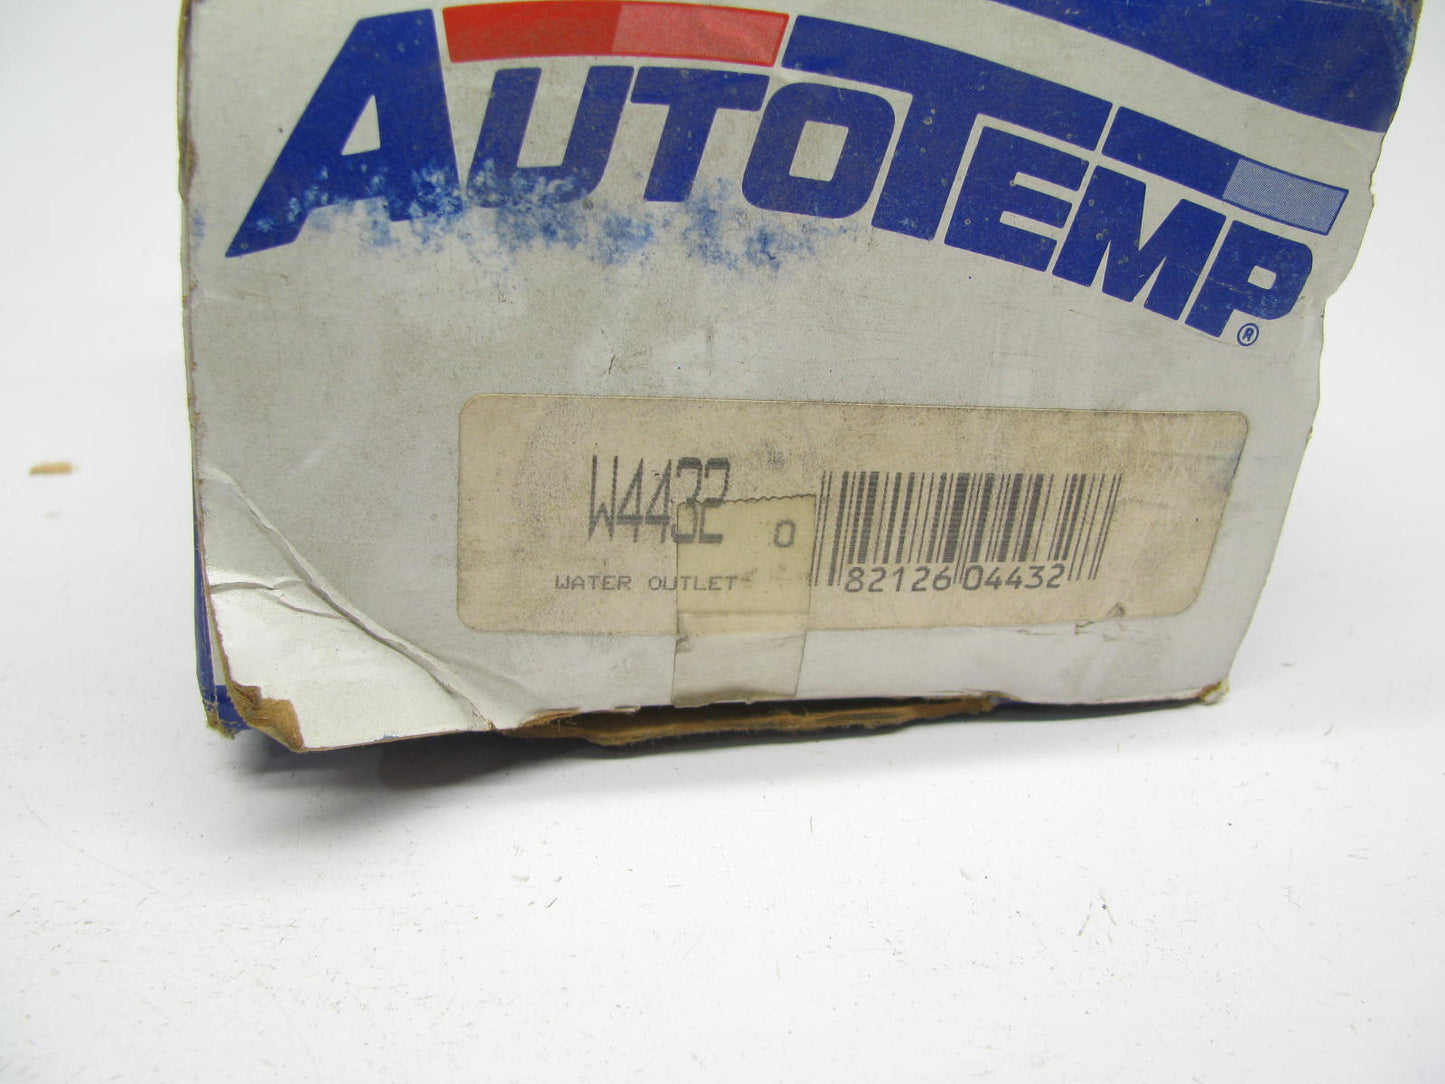 AUTOTEMP®
W4432
WATER OUTLET
0 82126 04432